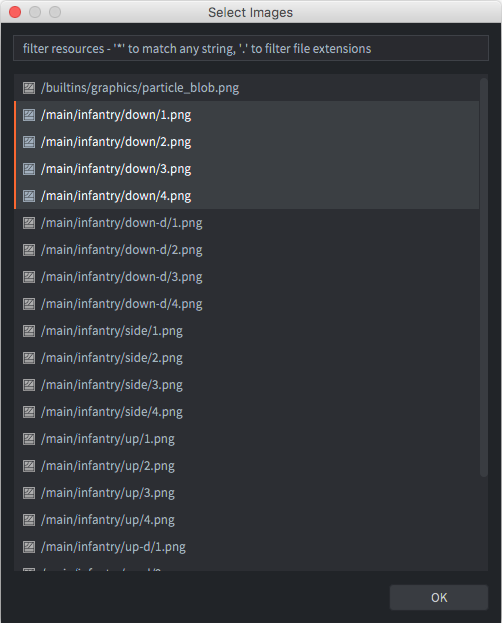 Select Images
filter resources - '*' to match any string, '.' to filter file extensions
/builtins/graphics/particle_blob.png
/main/infantry/down/1.png
/main/infantry/down/2.png
/main/infantry/down/3.png
/main/infantry/down/4.png
/main/infantry/down-d/1.png
/main/infantry/down-d/2.png
/main/infantry/down-d/3.png
/main/infantry/down-d/4.png
/main/infantry/side/1.png
/main/infantry/side/2.png
/main/infantry/side/3.png
/main/infantry/side/4.png
/main/infantry/up/1.png
/main/infantry/up/2.png
/main/infantry/up/3.png
/main/infantry/up/4.png
/main/infantry/up-d/1.png
OK